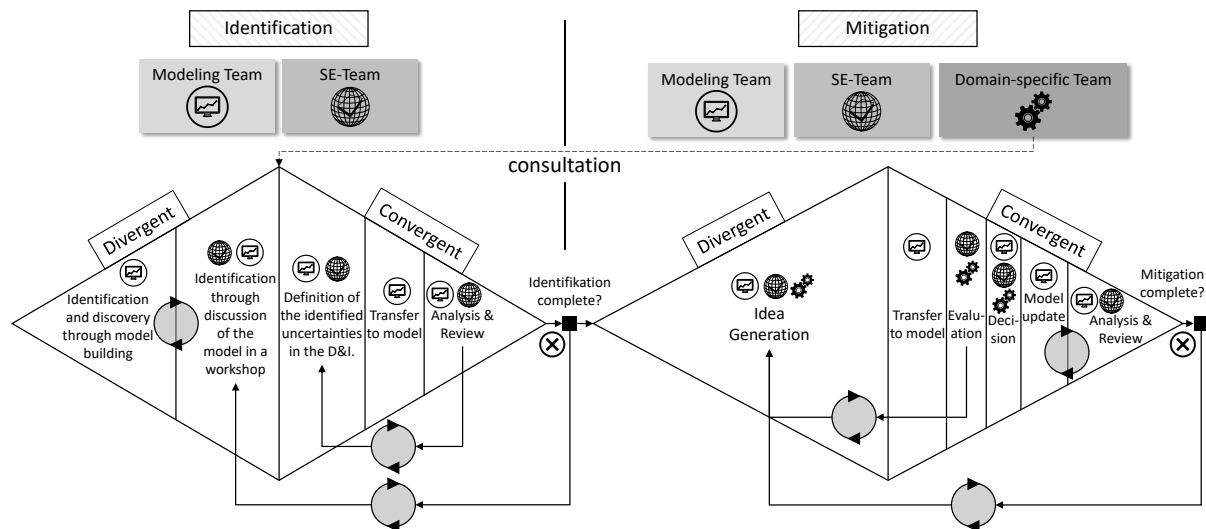 Identification
Mitigation
Modeling Team
SE-Team
Modeling Team
SE-Team
Domain-specific Team
consultation
Divergent
Convergent
Divergent
Convergent
Identification
and discovery
through model
building
Identification
through
discussion
of the
model in a
workshop
Definition of
the identified
uncertainties
in the D&I.
Transfer
to model
Analysis &
Review
Identifikation
complete?
Idea
Generation
Transfer
to model
Evalu-
ation
Deci-
sion
Model
update
Analysis &
Review
Mitigation
complete?